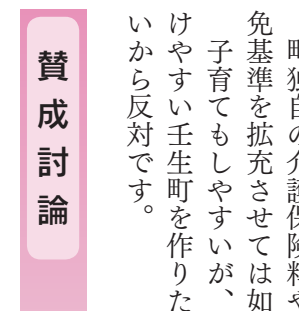 町独自の介護保険料や
免基準を拡充させては如
子育てもしやすいが、
けやすい壬生町を作りた
いから反対です。
賛成討論